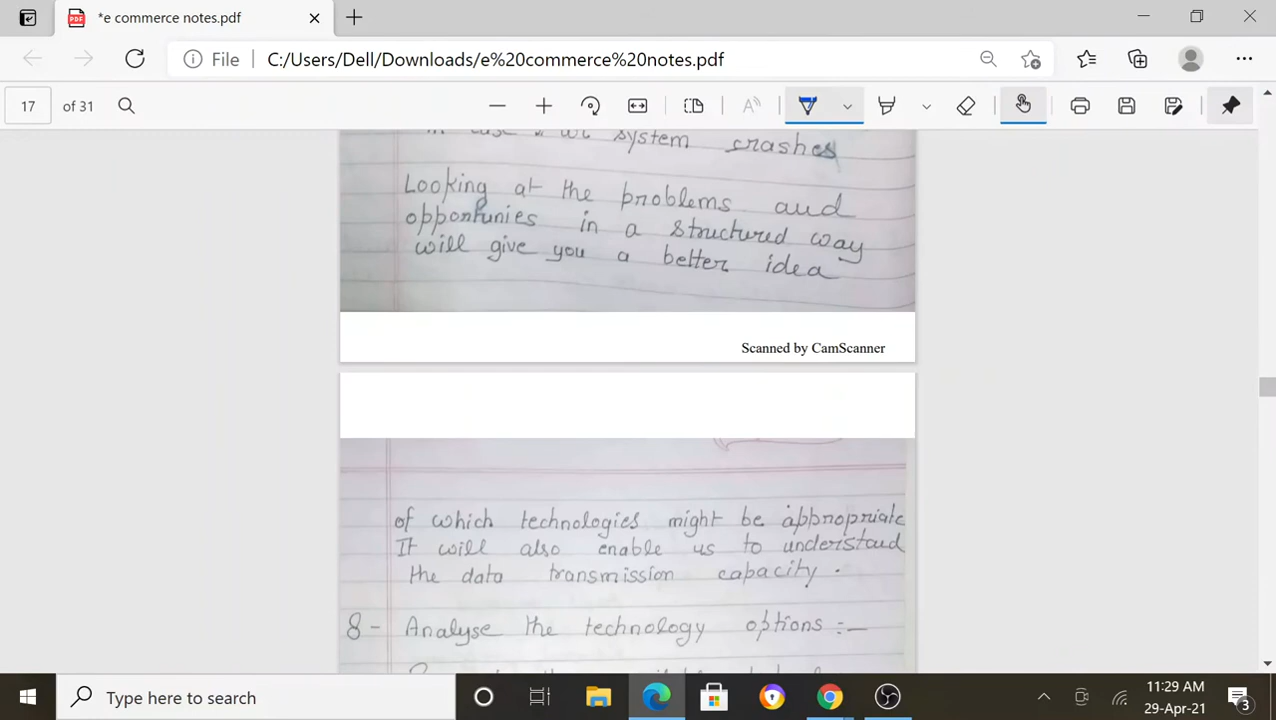 *e commerce notes.pdf
File C:/Users/Dell/Downloads/e%20commerce%20notes.pdf
17 of 31
system crashes
Looking at the problems and
opportunies in a structured way
will give you a better idea
Scanned by CamScanner
of which technologies might be appropriate
It will also enable us to understand
the data transmission capacity.
8- Analyse the technology options :-
Type here to search
11:29 AM
29-Apr-21
3